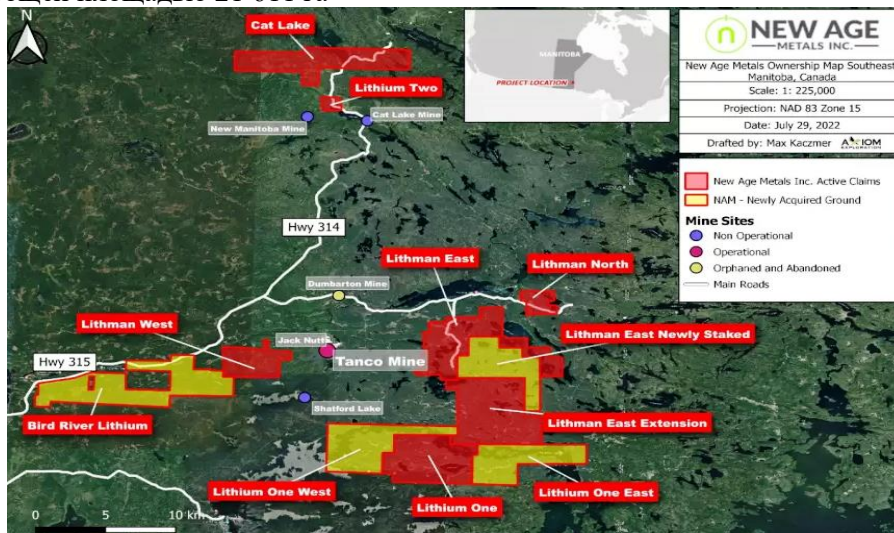 площадью
N
Cat Lake
Lithium Two
New Manitoba Mine
Cat Lake Mine
MANITOBA
PROJECT LOCATION
NEW AGE
METALS INC.
New Age Metals Ownership Map Southeast
Manitoba, Canada
Scale: 1: 225,000
Projection: NAD 83 Zone 15
Date: July 29, 2022
Drafted by: Max Kaczmer
AXIOM
EXPLORATION
New Age Metals Inc. Active Claims
NAM - Newly Acquired Ground
Mine Sites
Non Operational
Operational
Orphaned and Abandoned
Main Roads
Hwy 314
Lithman East
Lithman North
Dumbarton Mine
Lithman West
Jack Nutts
Tanco Mine
Lithman East Newly Staked
Hwy 315
Shatford Lake
Bird River Lithium
Lithman East Extension
Lithium One West
Lithium One
Lithium One East
0 5 10 km